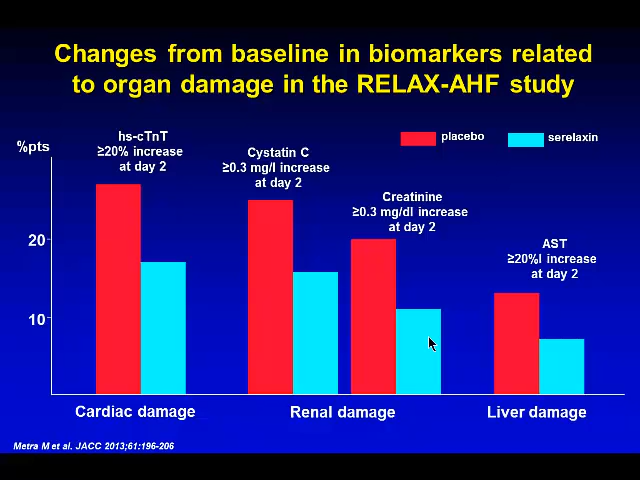 Changes from baseline in biomarkers related
to organ damage in the RELAX-AHF study
%pts
hs-cTnT
≥20% increase
at day 2
Cystatin C
≥0.3 mg/l increase
at day 2
placebo
serelaxin
Creatinine
≥0.3 mg/dl increase
at day 2
AST
≥20%l increase
at day 2
20
10
Cardiac damage
Renal damage
Liver damage
Metra M et al. JACC 2013;61:196-206